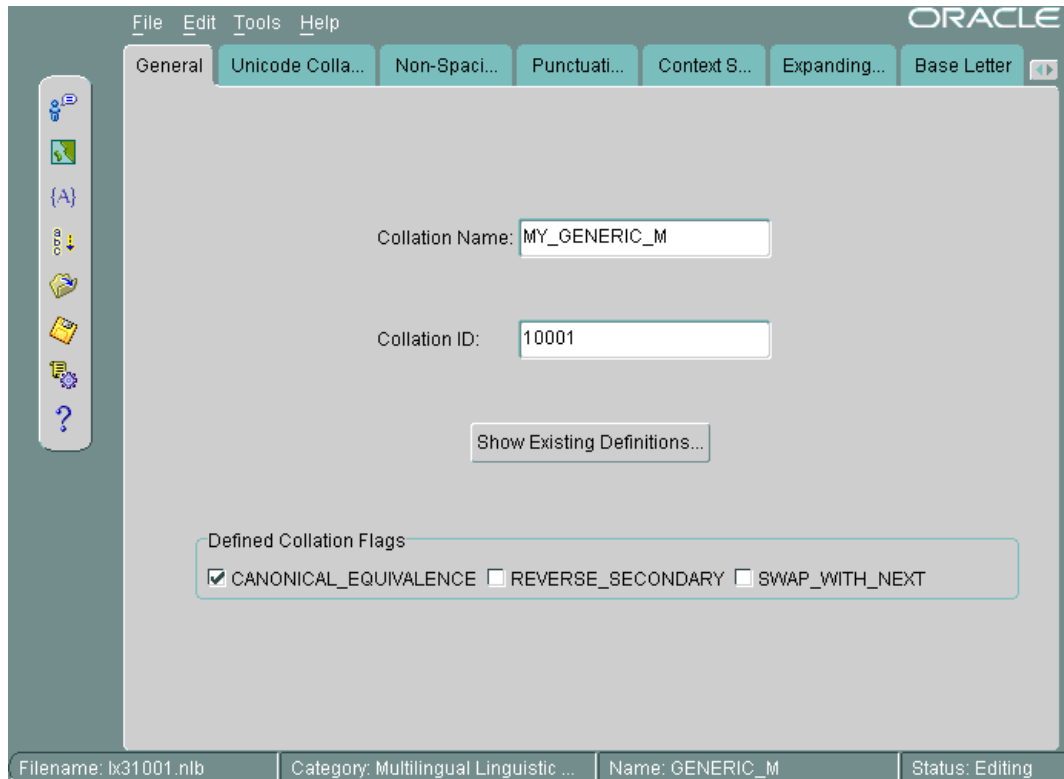 File Edit Tools Help
ORACLE
General Unicode Colla... Non-Spaci... Punctuati... Context S... Expanding... Base Letter
{A}
a
b
c
?
Collation Name: MY_GENERIC_M
Collation ID: 10001
Show Existing Definitions...
Defined Collation Flags
CANONICAL_EQUIVALENCE REVERSE_SECONDARY SWAP_WITH_NEXT
Filename: lx31001.nlb Category: Multilingual Linguistic ... Name: GENERIC_M Status: Editing